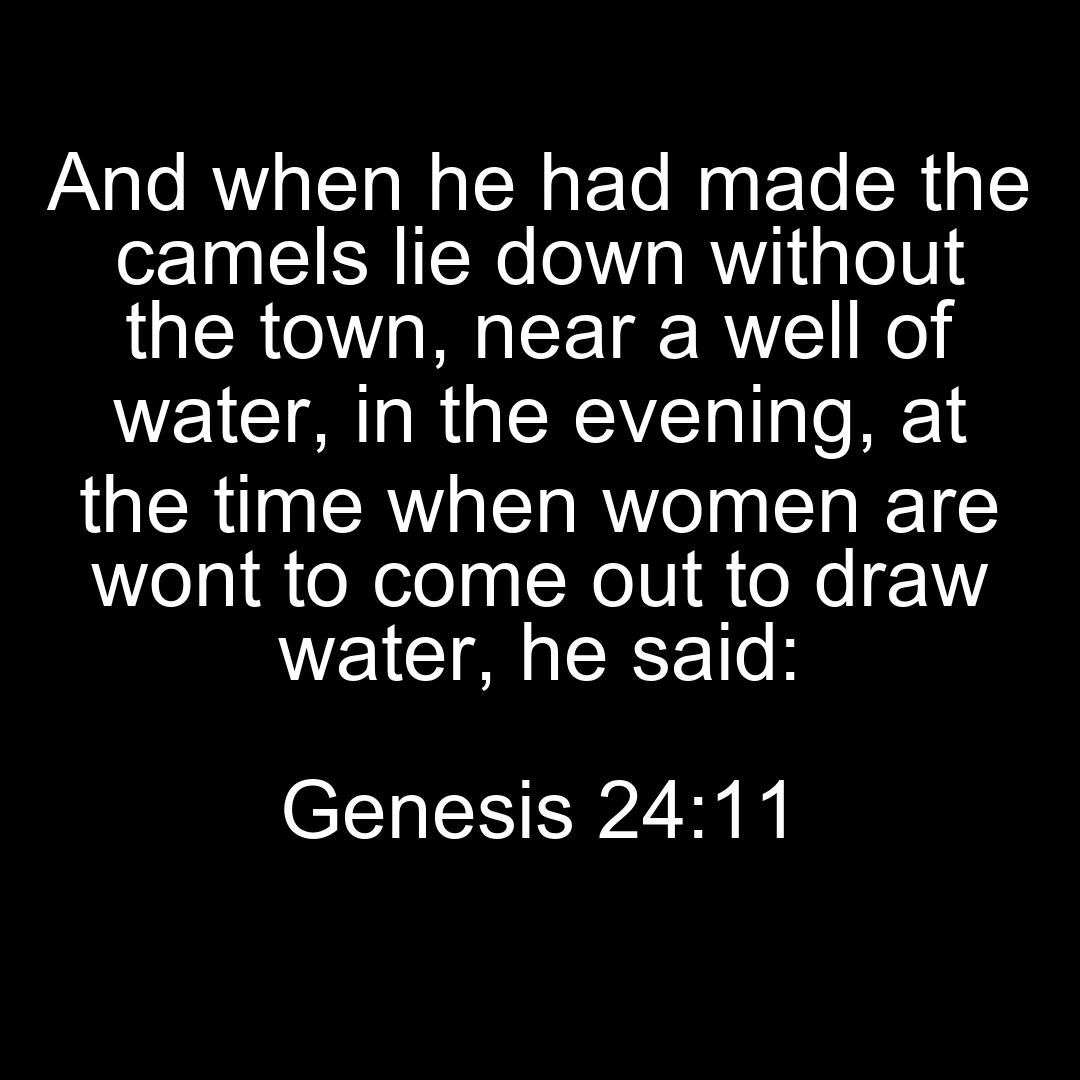 And when he had made the
camels lie down without
the town, near a well of
water, in the evening, at
the time when women are
wont to come out to draw
water, he said:
Genesis 24:11